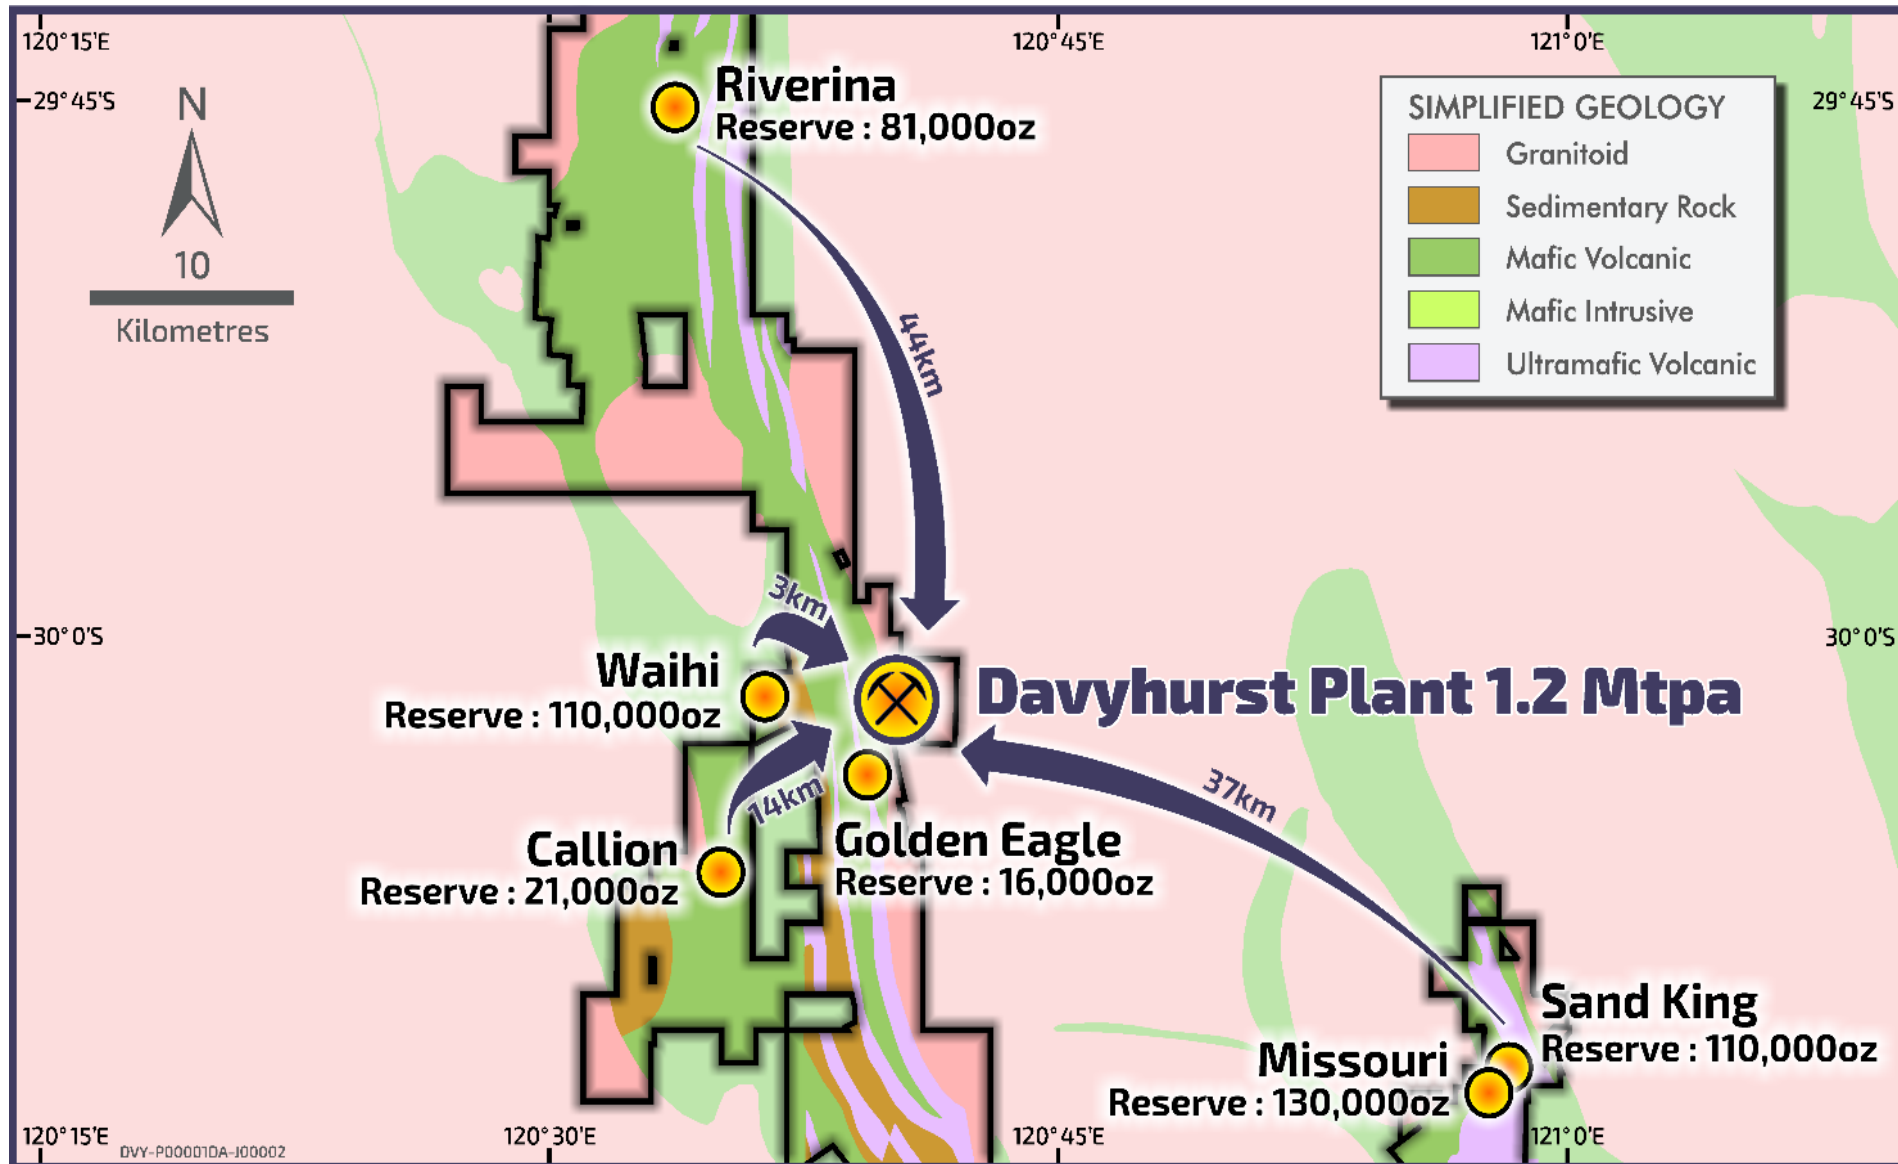 120°15'E
120°45'E
121°0'E
29°45'S
29°45'S
N
10
Kilometres
Riverina
Reserve : 81,000oz
SIMPLIFIED GEOLOGY
Granitoid
Sedimentary Rock
Mafic Volcanic
Mafic Intrusive
Ultramafic Volcanic
44km
3km
30°0'S
30°0'S
Waihi
Reserve : 110,000oz
Davyhurst Plant 1.2 Mtpa
14km
37km
Callion
Reserve : 21,000oz
Golden Eagle
Reserve : 16,000oz
Sand King
Reserve : 110,000oz
Missouri
Reserve : 130,000oz
120°15'E
120°30'E
120°45'E
121°0'E
DVY-P00001DA-J00002